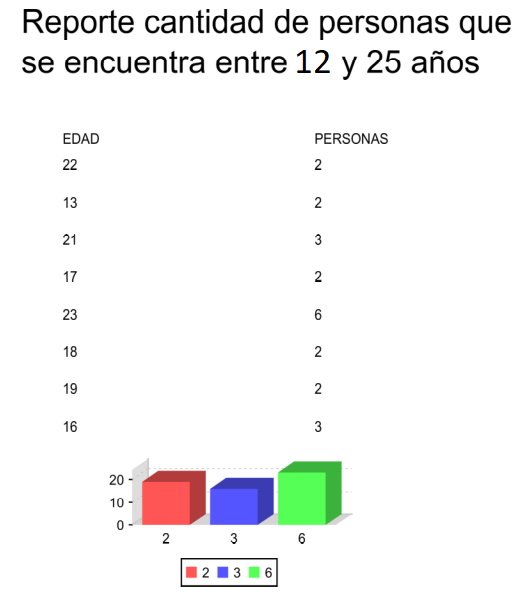 Reporte cantidad de personas que
se encuentra entre 12 y 25 años
EDAD PERSONAS
22 2
13 2
21 3
17 2
23 6
18 2
19 2
16 3
20
10
0
2 3 6
2 3 6